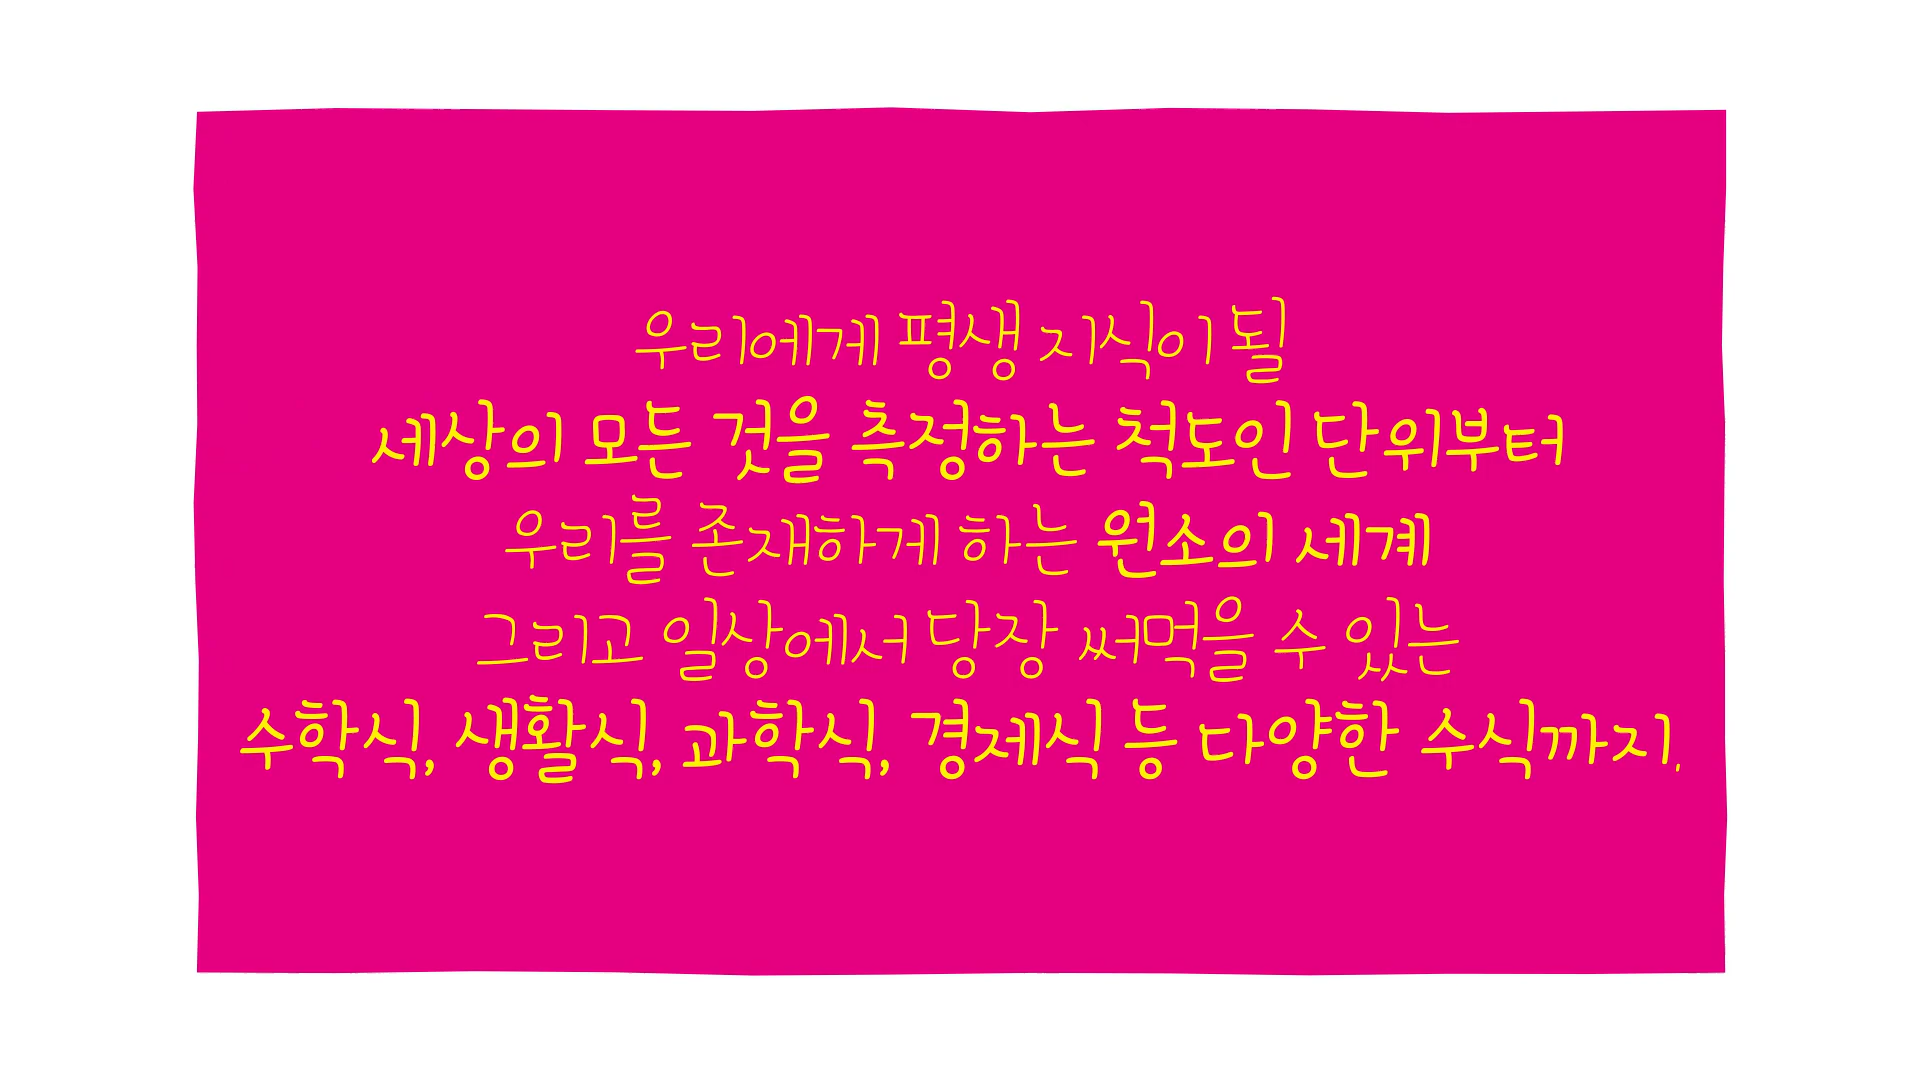 우리에게 평생 지식이 될
세상의 모든 것을 측정하는 척도인 단위부터
우리를 존재하게 하는 원소의 세계
그리고 일상에서 당장 써먹을 수 있는
수학식, 생활식, 과학식, 경제식 등 다양한 수식까지,